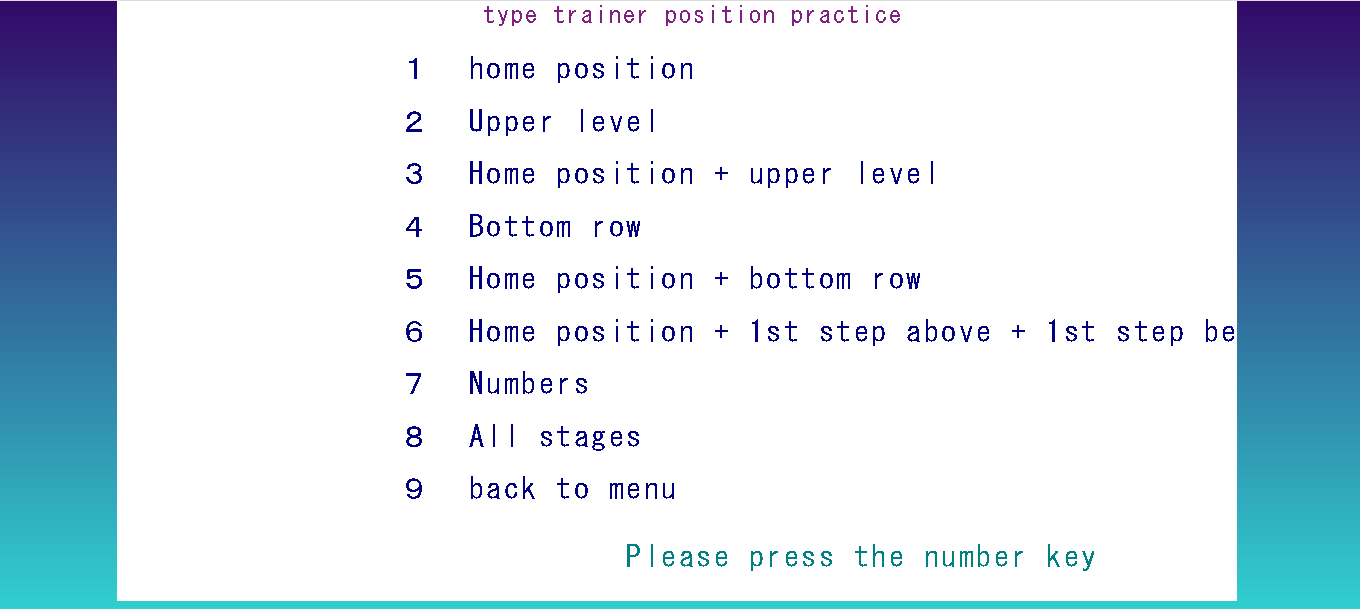 type trainer position practice
1 home position
2 Upper level
3 Home position + upper level
4 Bottom row
5 Home position + bottom row
6 Home position + 1st step above + 1st step be
7 Numbers
8 All stages
9 back to menu
Please press the number key